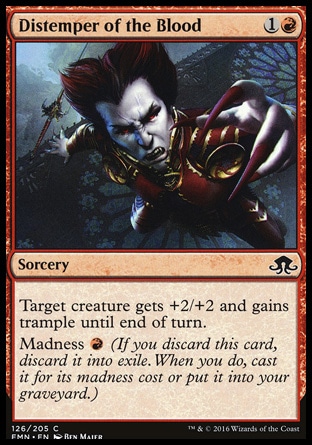 Distemper of the Blood 1
Sorcery
Target creature gets +2/+2 and gains
trample until end of turn.
Madness (If you discard this card,
discard it into exile. When you do, cast
it for its madness cost or put it into your
graveyard.)
126/205 C
EMN • EN Ben Maier
™ & © 2016 Wizards of the Coast